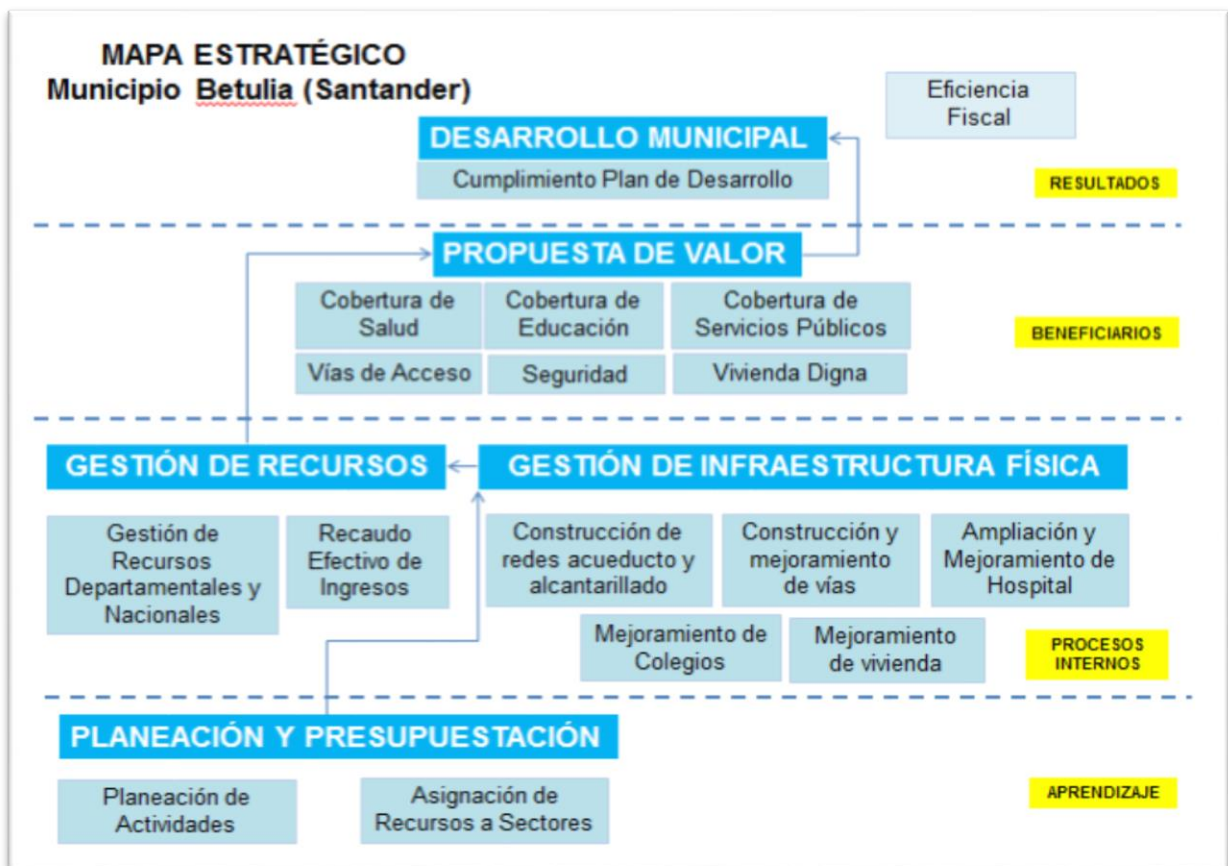 MAPA ESTRATÉGICO
Municipio Betulia (Santander)
Eficiencia
Fiscal
DESARROLLO MUNICIPAL
Cumplimiento Plan de Desarrollo
RESULTADOS
PROPUESTA DE VALOR
Cobertura de
Salud
Cobertura de
Educación
Cobertura de
Servicios Públicos
BENEFICIARIOS
Vías de Acceso
Seguridad
Vivienda Digna
GESTIÓN DE RECURSOS
GESTIÓN DE INFRAESTRUCTURA FÍSICA
Gestión de
Recursos
Departamentales y
Nacionales
Recaudo
Efectivo de
Ingresos
Construcción de
redes acueducto y
alcantarillado
Construcción y
mejoramiento
de vías
Ampliación y
Mejoramiento de
Hospital
Mejoramiento de
Colegios
Mejoramiento
de vivienda
PROCESOS
INTERNOS
PLANEACIÓN Y PRESUPUESTACIÓN
Planeación de
Actividades
Asignación de
Recursos a Sectores
APRENDIZAJE